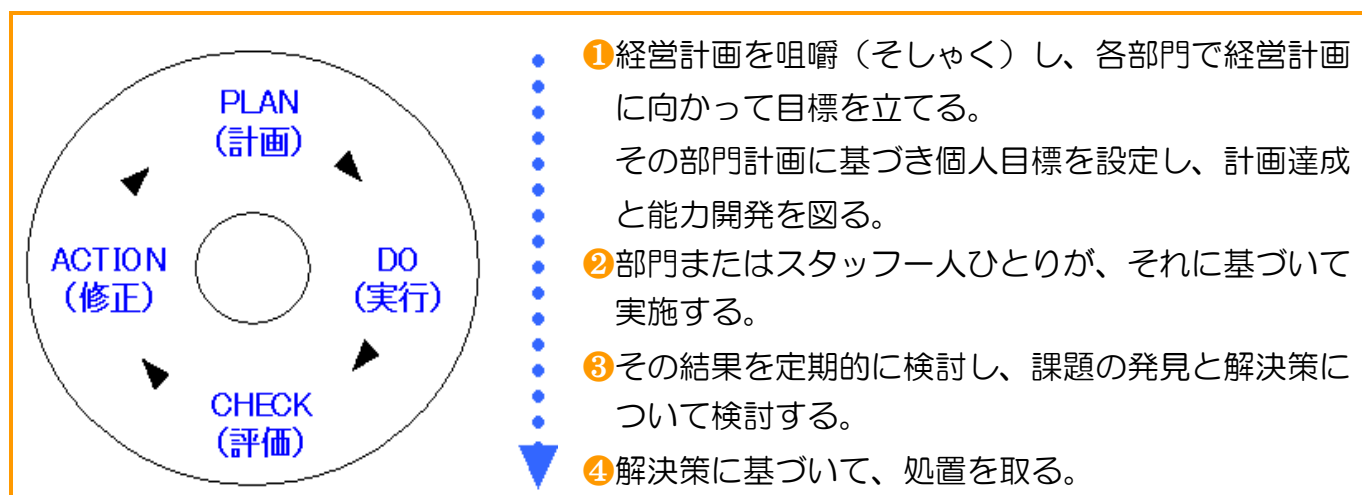 PLAN
(計画)
DO
(実行)
CHECK
(評価)
ACTION
(修正)
❶経営計画を咀嚼（そしゃく）し、各部門で経営計画
に向かって目標を立てる。
その部門計画に基づき個人目標を設定し、計画達成
と能力開発を図る。
❷部門またはスタッフ一人ひとりが、それに基づいて
実施する。
❸その結果を定期的に検討し、課題の発見と解決策に
ついて検討する。
❹解決策に基づいて、処置を取る。